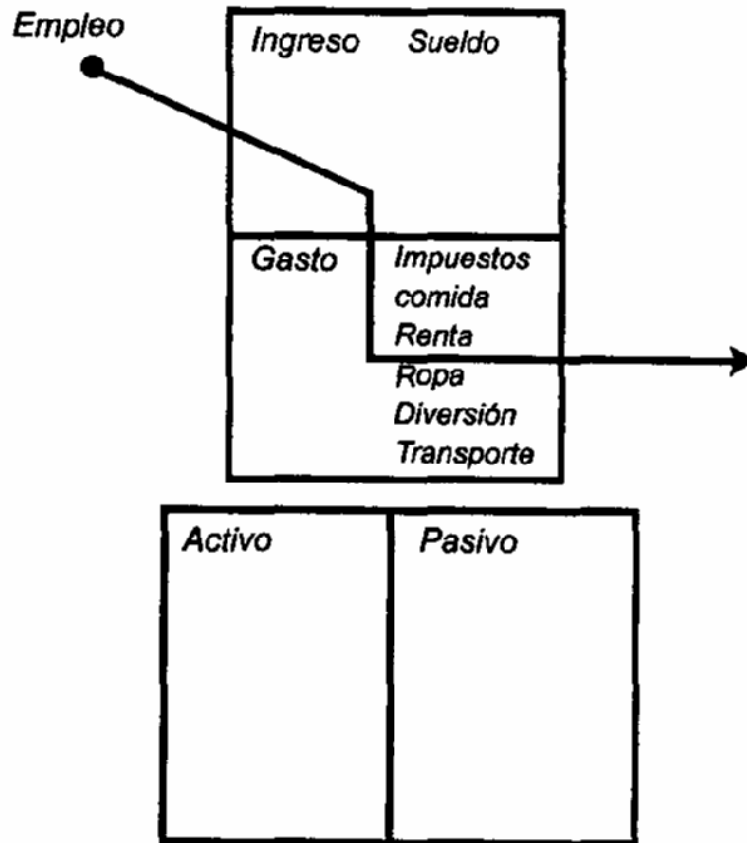 Empleo
Ingreso Sueldo
Gasto Impuestos
comida
Renta
Ropa
Diversión
Transporte
Activo Pasivo